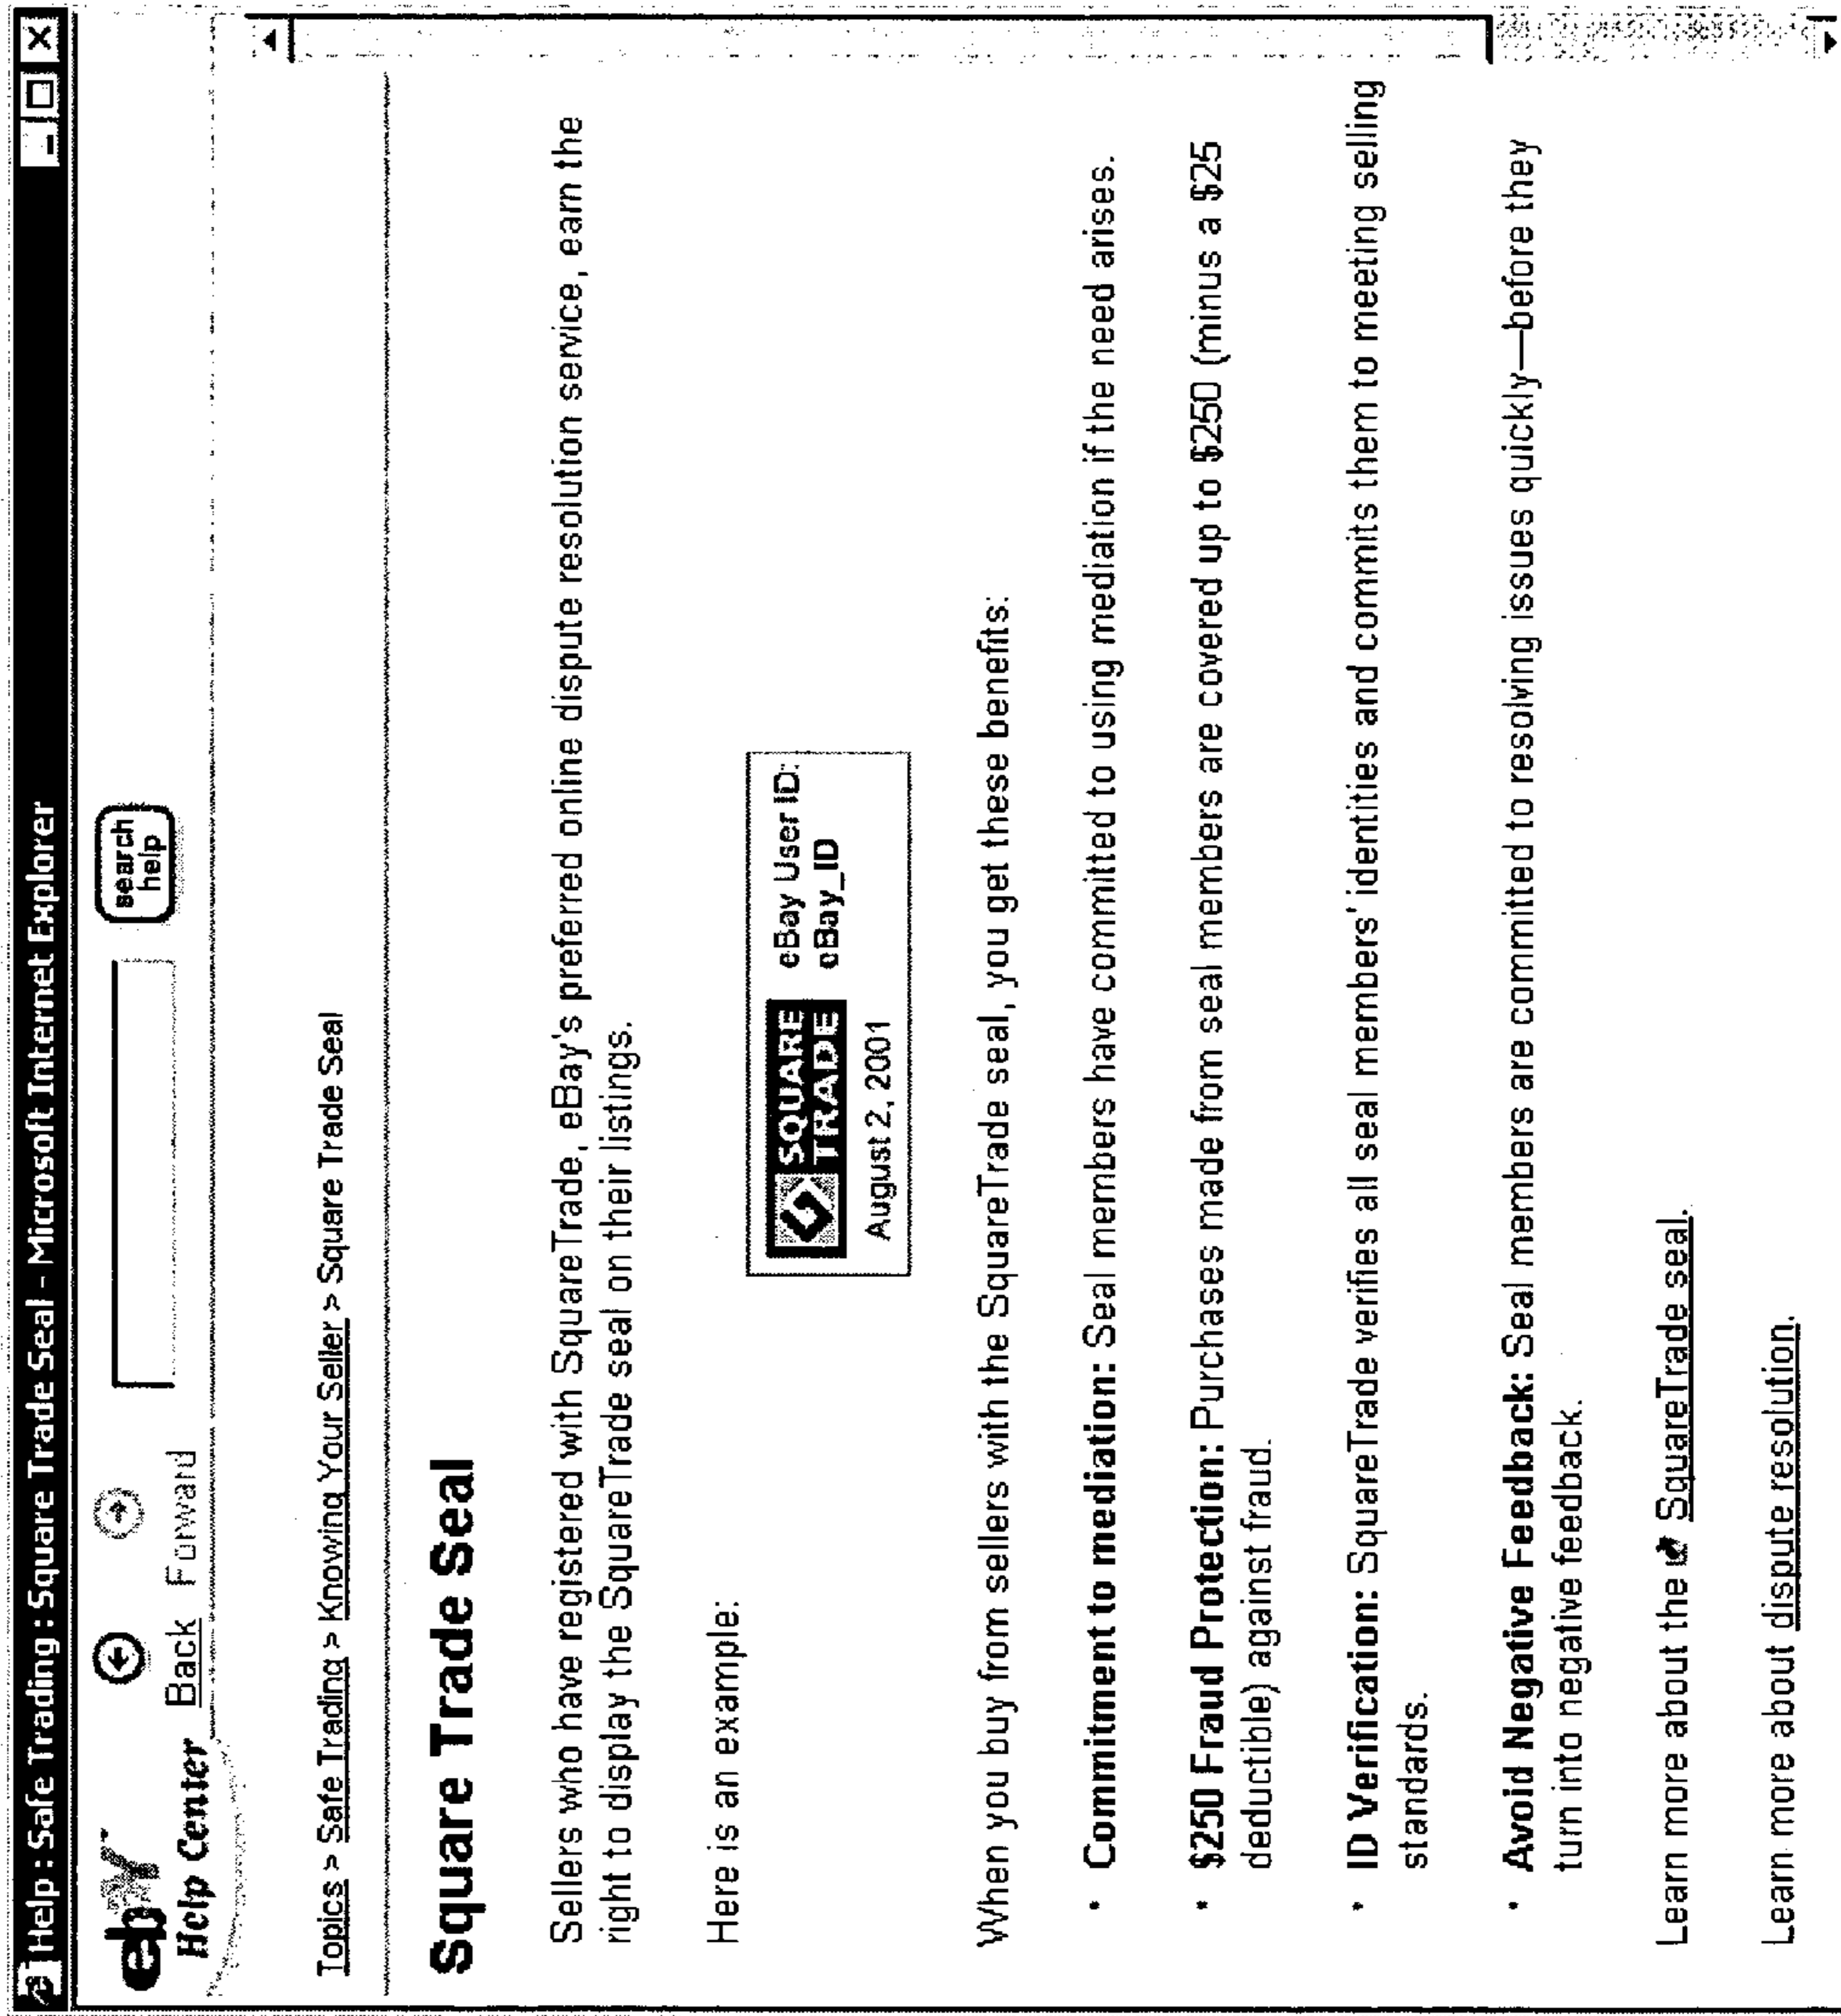 Help : Safe Trading : Square Trade Seal - Microsoft Internet Explorer
ebay™
Help Center
Back Forward
search
help
Topics > Safe Trading > Knowing Your Seller > Square Trade Seal
Square Trade Seal
Sellers who have registered with SquareTrade, eBay's preferred online dispute resolution service, earn the
right to display the SquareTrade seal on their listings.
Here is an example:
SQUARE
TRADE
eBay User ID:
eBay_ID
August 2, 2001
When you buy from sellers with the SquareTrade seal, you get these benefits:
• Commitment to mediation: Seal members have committed to using mediation if the need arises.
• $250 Fraud Protection: Purchases made from seal members are covered up to $250 (minus a $25
deductible) against fraud.
• ID Verification: SquareTrade verifies all seal members' identities and commits them to meeting selling
standards.
• Avoid Negative Feedback: Seal members are committed to resolving issues quickly—before they
turn into negative feedback.
Learn more about the SquareTrade seal.
Learn more about dispute resolution.